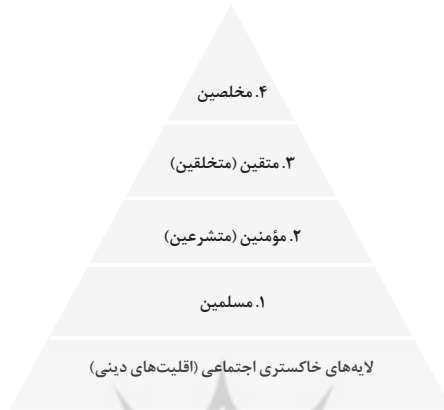 ۴. مخلصین
۳. متقین (متخلقین)
۲. مؤمنین (متشرعین)
۱. مسلمین
لایه‌های خاکستری اجتماعی (اقلیت‌های دینی)